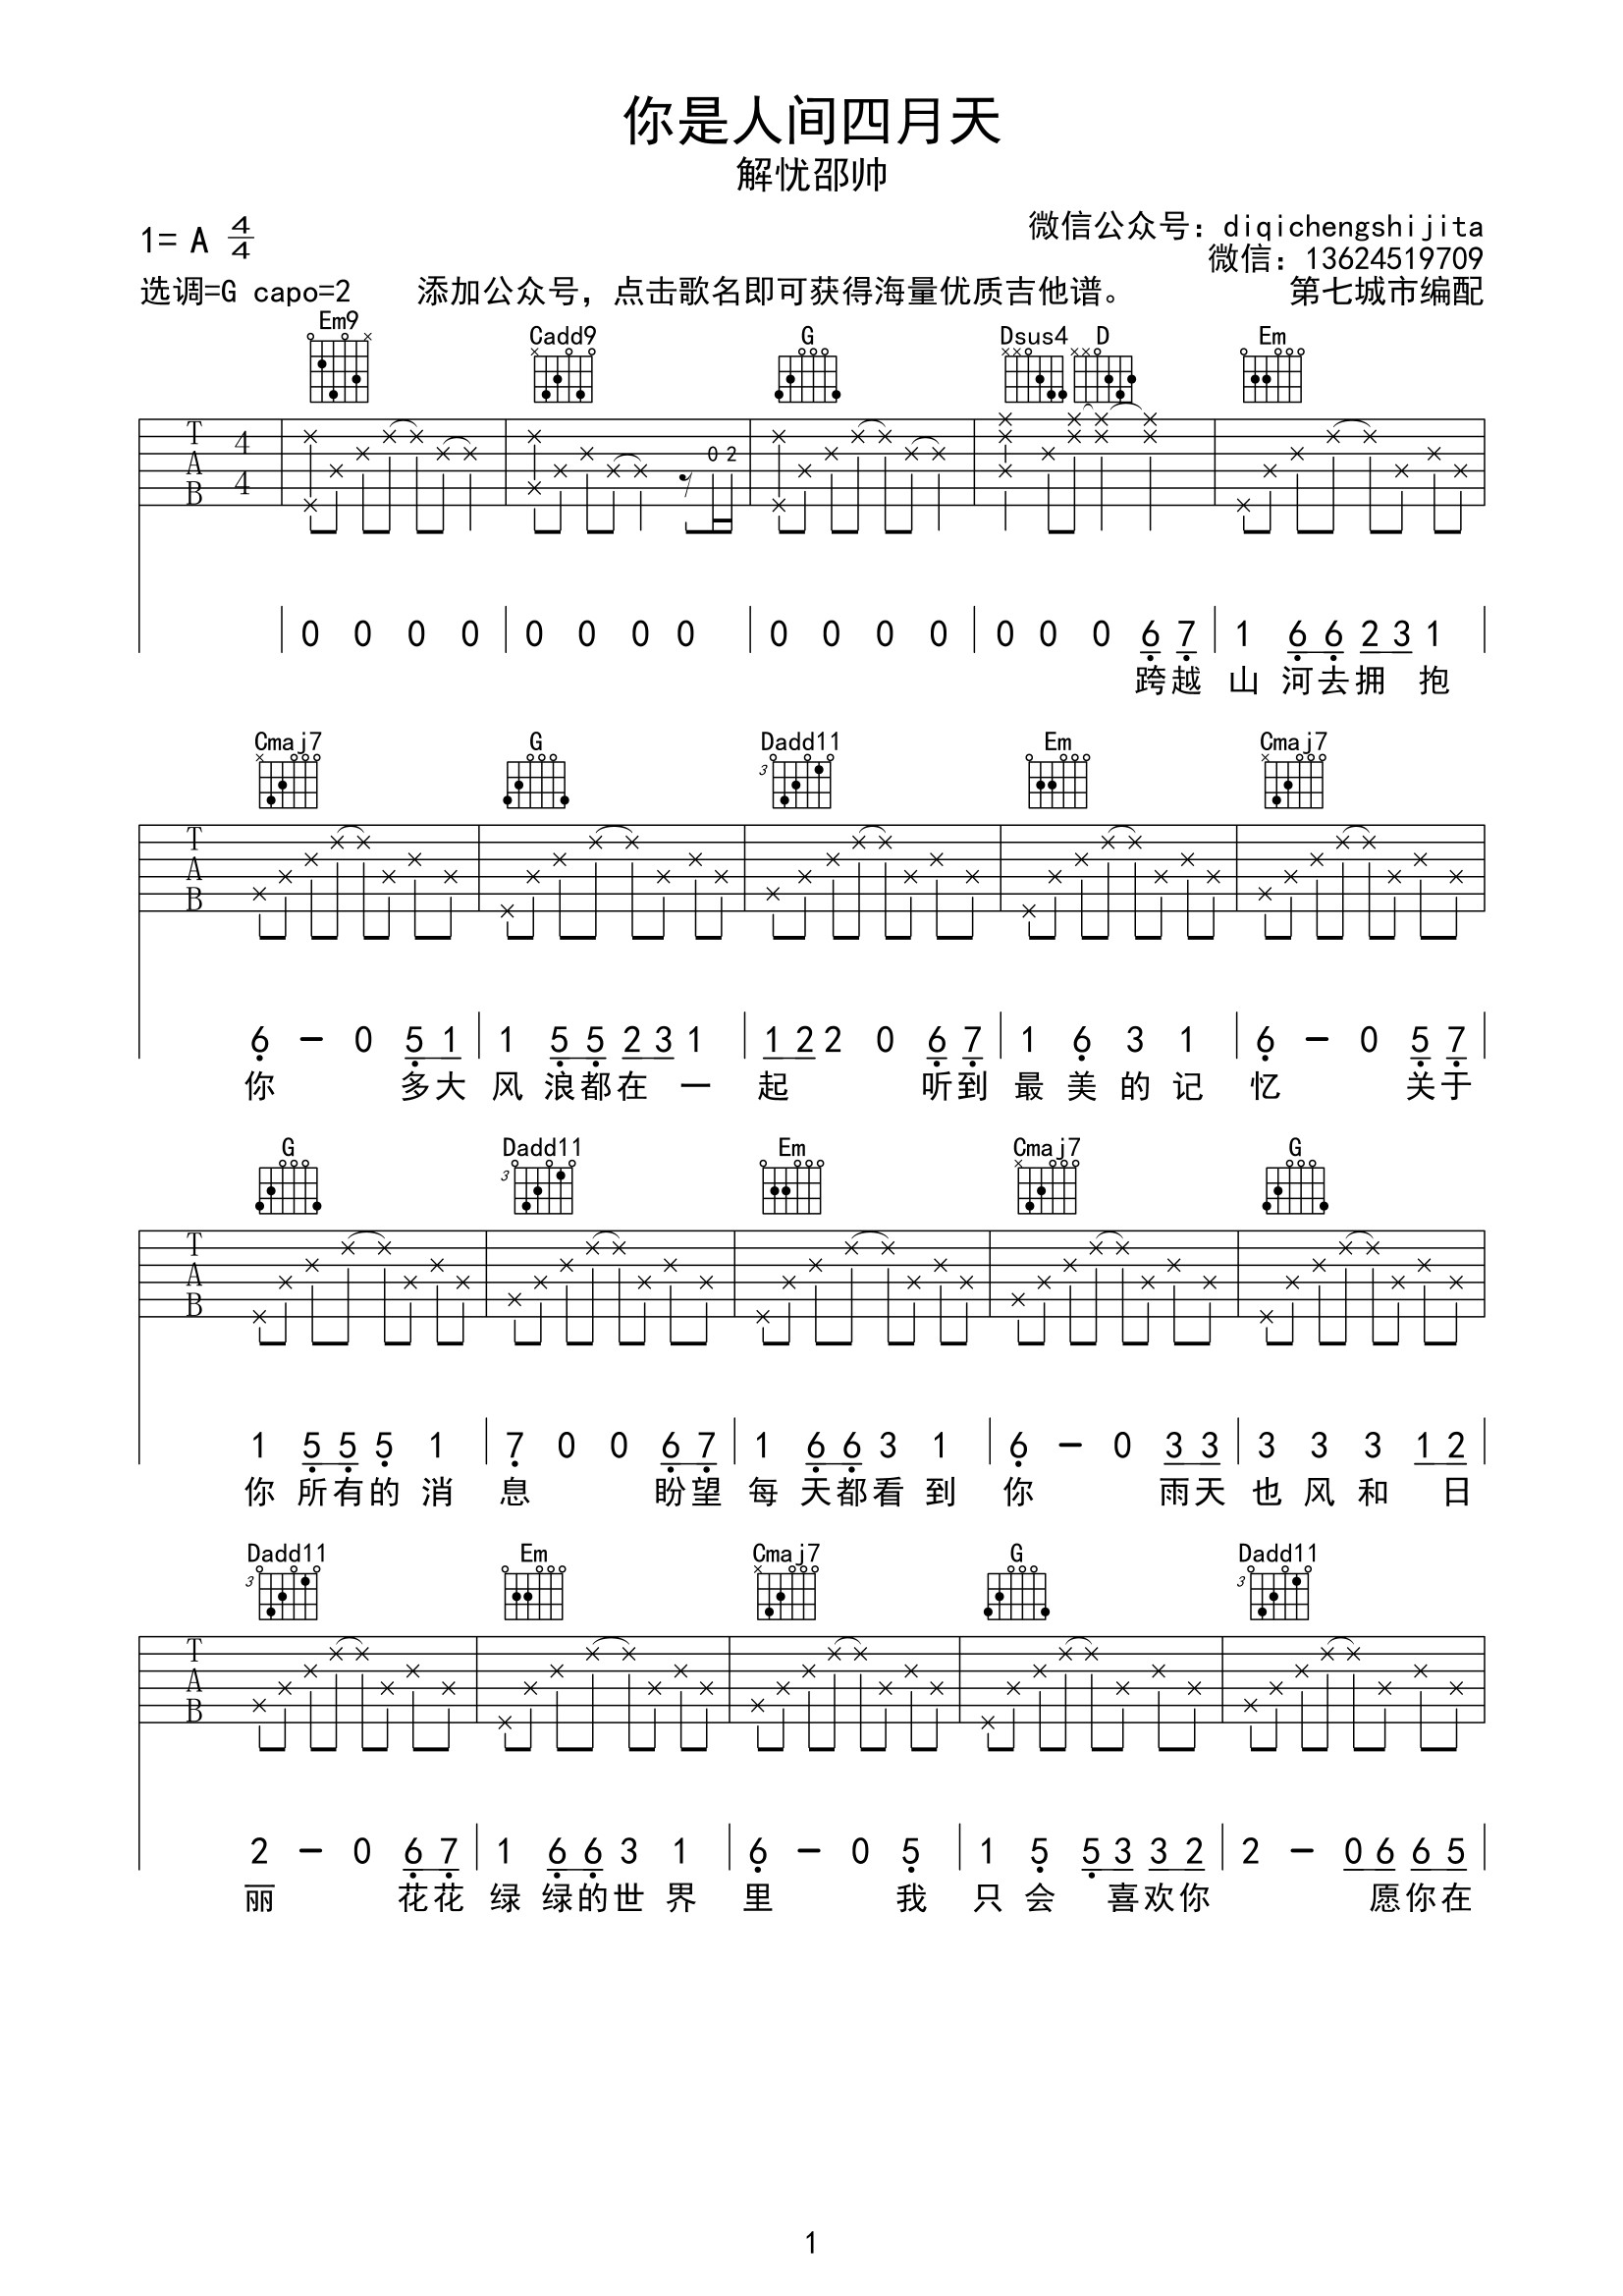 你是人间四月天
解忧邵帅
1= A 4/4
微信公众号：diqichengshijita
微信：13624519709
选调=G capo=2 添加公众号，点击歌名即可获得海量优质吉他谱。 第七城市编配
Em9 Cadd9 G Dsus4 D Em
T A B 4 4 0 2
0 0 0 0 0 0 0 0 0 0 0 0 0 0 0 6 7 1 6 6 2 3 1
跨越 山 河去拥 抱
Cmaj7 G Dadd11 Em Cmaj7
3
T A B
6 - 0 5 1 1 5 5 2 3 1 1 2 2 0 6 7 1 6 3 1 6 - 0 5 7
你 多大 风 浪都在 一 起 听到 最 美 的 记 忆 关于
G Dadd11 Em Cmaj7 G
3
T A B
1 5 5 5 1 7 0 0 6 7 1 6 6 3 1 6 - 0 3 3 3 3 3 1 2
你 所有的 消 息 盼望 每 天都看 到 你 雨天 也 风 和 日
Dadd11 Em Cmaj7 G Dadd11
3 3
T A B
2 - 0 6 7 1 6 6 3 1 6 - 0 5 1 5 5 3 3 2 2 - 0 6 6 5
丽 花花 绿 绿的世 界 里 我 只 会 喜欢你 愿你在
1